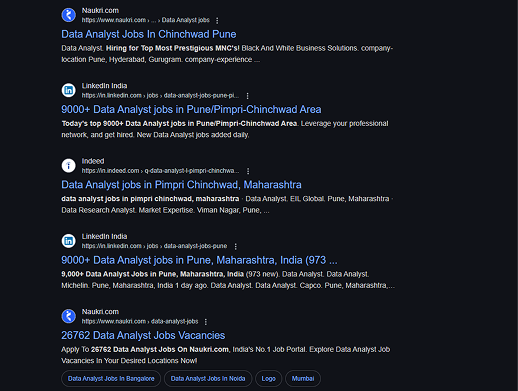 Naukri.com
https://www.naukri.com › ... › Data Analyst jobs
Data Analyst Jobs In Chinchwad Pune
Data Analyst. Hiring for Top Most Prestigious MNC's! Black And White Business Solutions. company-
location Pune, Hyderabad, Gurugram. company-experience ...
LinkedIn India
https://in.linkedin.com › jobs › data-analyst-jobs-pune-pi...
9000+ Data Analyst jobs in Pune/Pimpri-Chinchwad Area
Today's top 9000+ Data Analyst jobs in Pune/Pimpri-Chinchwad Area. Leverage your professional
network, and get hired. New Data Analyst jobs added daily.
Indeed
https://in.indeed.com › q-data-analyst-l-pimpri-chinchwa...
Data Analyst jobs in Pimpri Chinchwad, Maharashtra
data analyst jobs in pimpri chinchwad, maharashtra · Data Analyst. EIL Global. Pune, Maharashtra ·
Data Research Analyst. Market Expertise. Viman Nagar, Pune, ...
LinkedIn India
https://in.linkedin.com › jobs › data-analyst-jobs-pune
9000+ Data Analyst jobs in Pune, Maharashtra, India (973 ...
9,000+ Data Analyst Jobs in Pune, Maharashtra, India (973 new). Data Analyst. Data Analyst.
Michelin. Pune, Maharashtra, India 1 day ago. Data Analyst. Data Analyst. Capco. Pune, Maharashtra,...
Naukri.com
https://www.naukri.com › data-analyst-jobs
26762 Data Analyst Jobs Vacancies
Apply To 26762 Data Analyst Jobs On Naukri.com, India's No.1 Job Portal. Explore Data Analyst Job
Vacancies In Your Desired Locations Now!
Data Analyst Jobs In Bangalore
Data Analyst Jobs In Noida
Logo
Mumbai